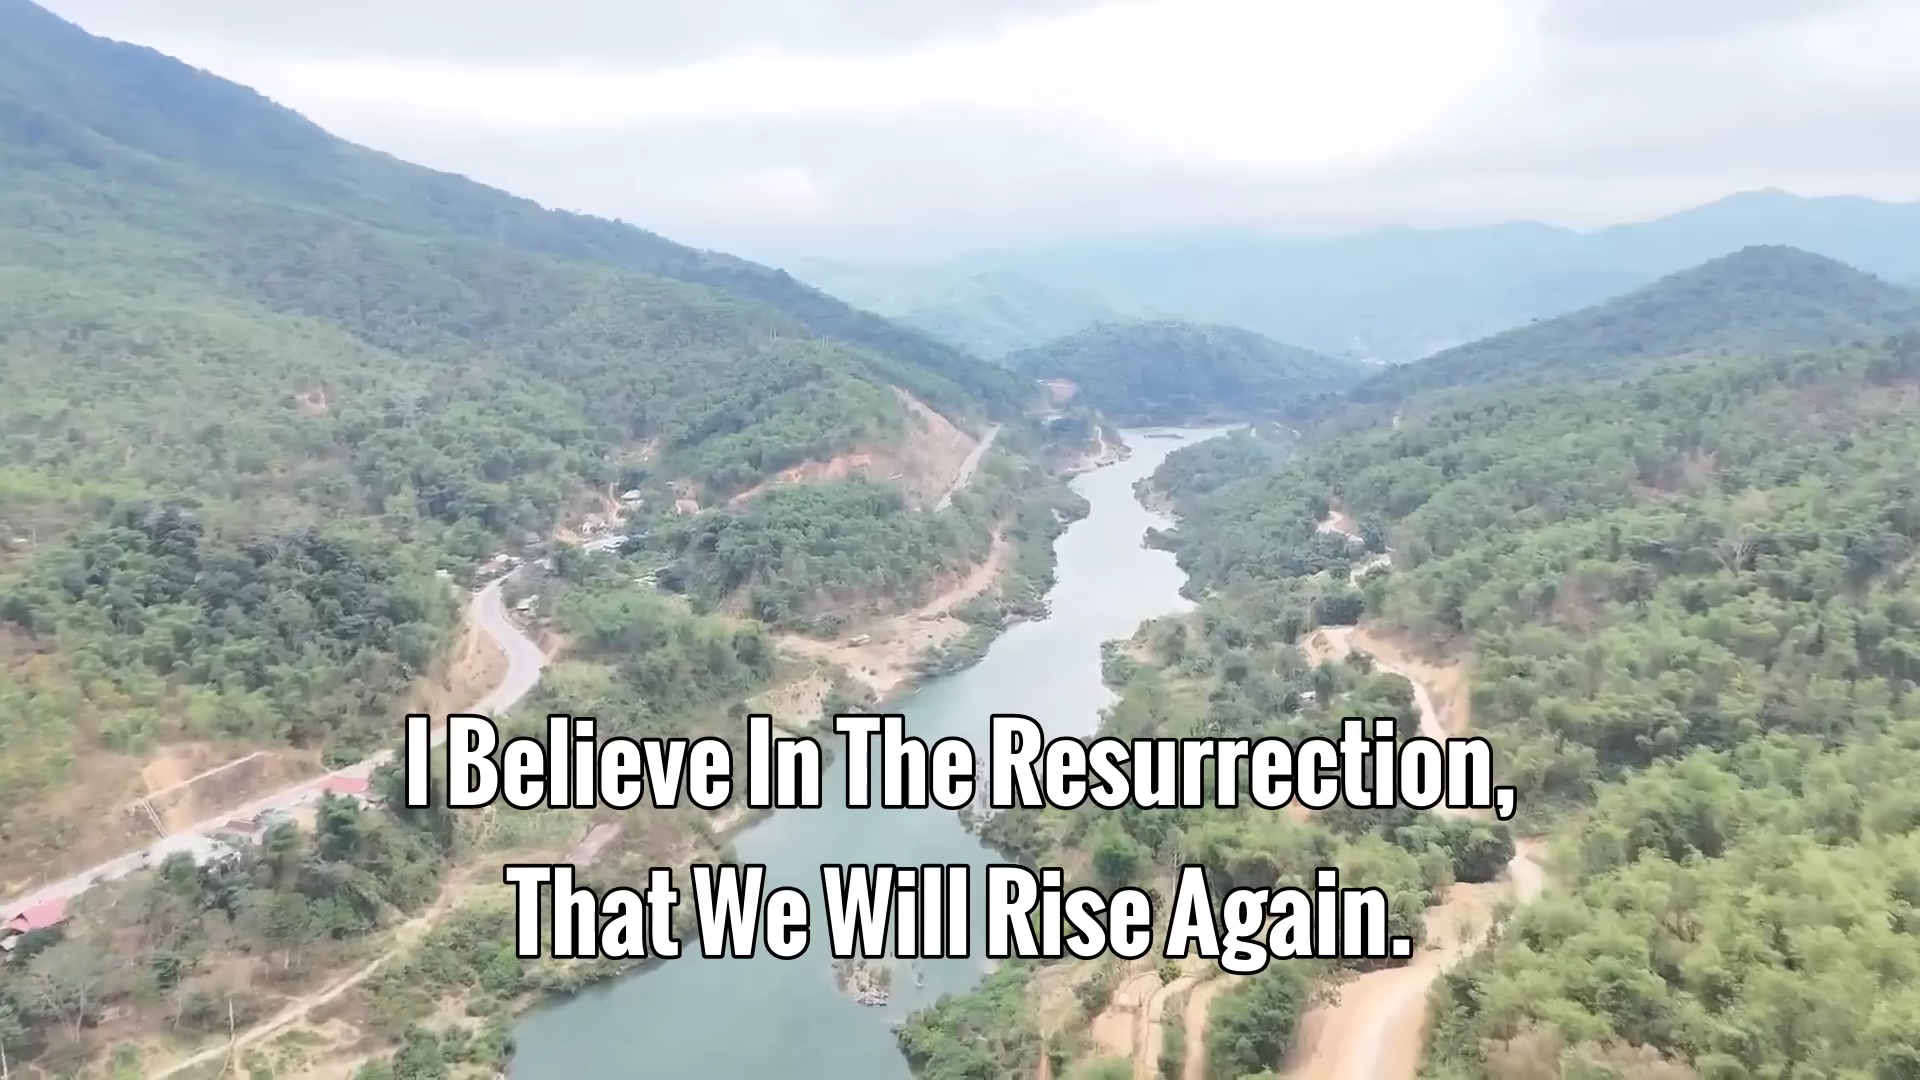 I Believe In The Resurrection,
That We Will Rise Again.